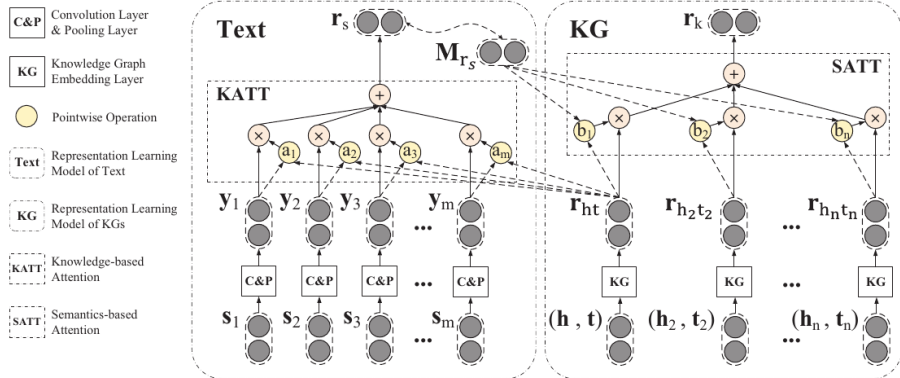 C&P Convolution Layer
& Pooling Layer
KG Knowledge Graph
Embedding Layer
Pointwise Operation
Text Representation Learning
Model of Text
KG Representation Learning
Model of KGs
KATT Knowledge-based
Attention
SATT Semantics-based
Attention
Text r_s
M_{r_s}
KATT
+
× × × ×
a_1 a_2 a_3 a_m
y_1 y_2 y_3 y_m
...
C&P C&P C&P ... C&P
s_1 s_2 s_3 s_m
...
KG r_k
SATT
+
b_1 × b_2 × b_n ×
r_{ht} r_{h_2t_2} r_{h_nt_n}
...
KG KG ... KG
(h , t) (h_2 , t_2) (h_n , t_n)
...